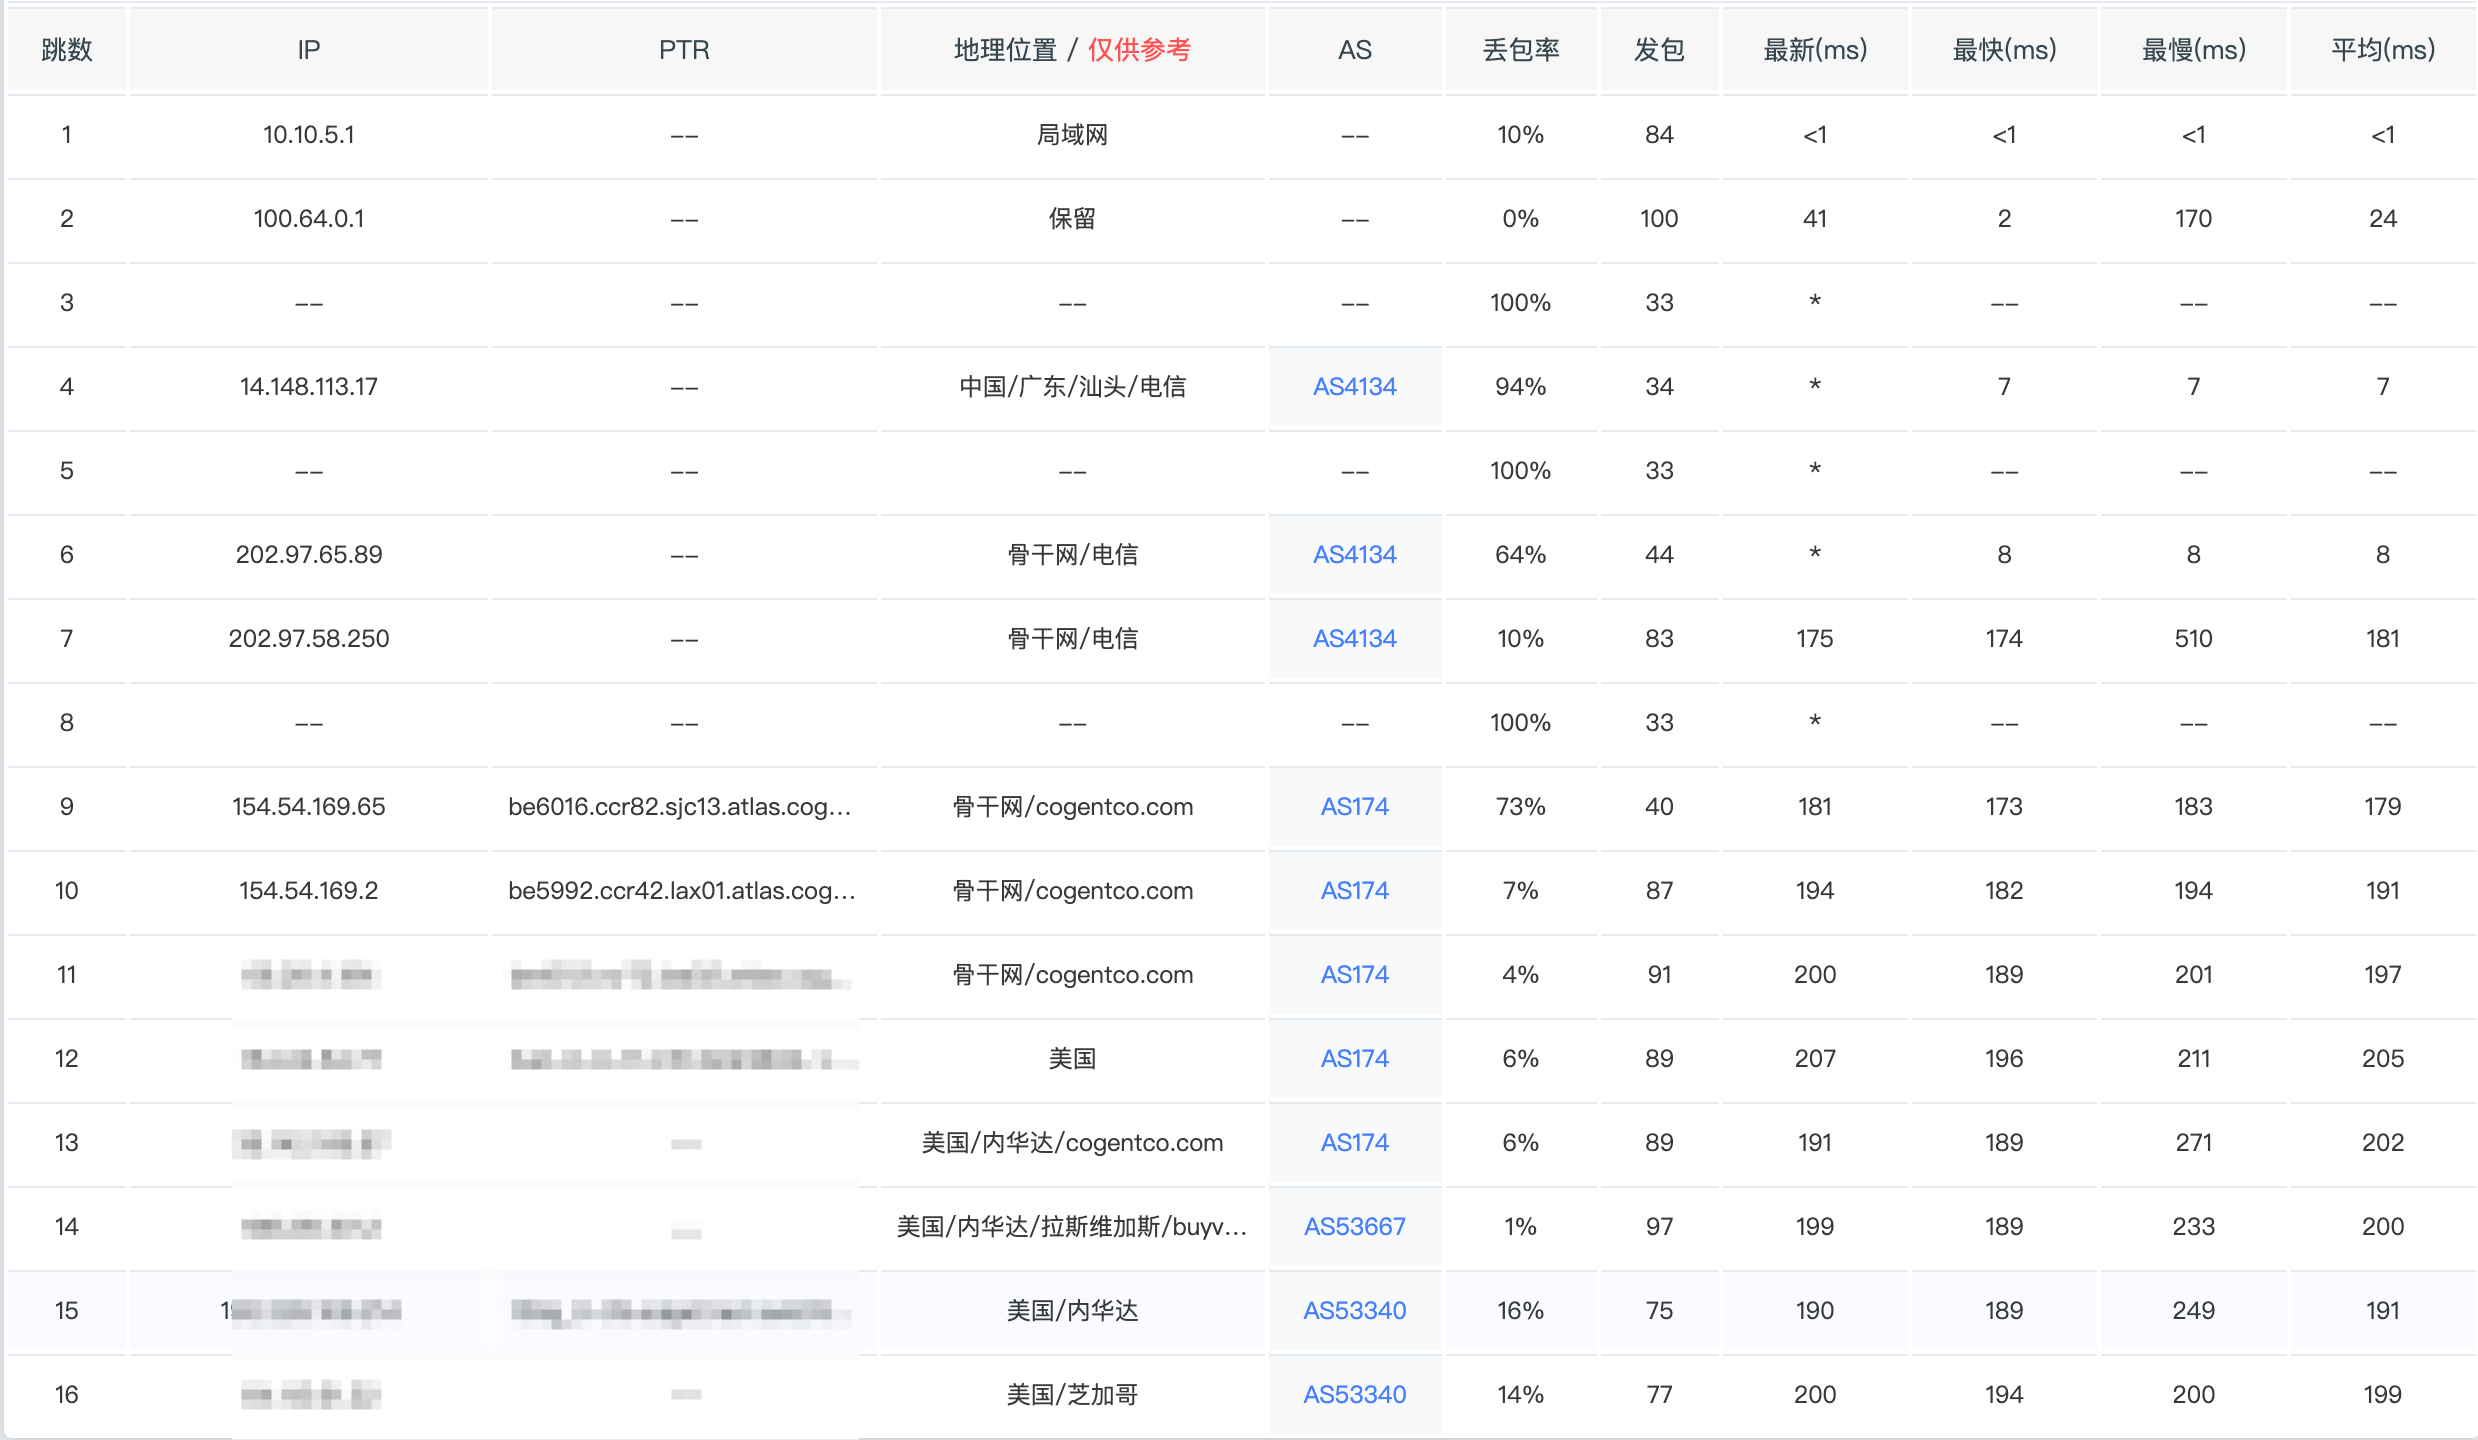 跳数 IP PTR 地理位置 / 仅供参考 AS 丢包率 发包 最新(ms) 最快(ms) 最慢(ms) 平均(ms)
1 10.10.5.1 -- 局域网 -- 10% 84 <1 <1 <1 <1
2 100.64.0.1 -- 保留 -- 0% 100 41 2 170 24
3 -- -- -- -- 100% 33 * -- -- --
4 14.148.113.17 -- 中国/广东/汕头/电信 AS4134 94% 34 * 7 7 7
5 -- -- -- -- 100% 33 * -- -- --
6 202.97.65.89 -- 骨干网/电信 AS4134 64% 44 * 8 8 8
7 202.97.58.250 -- 骨干网/电信 AS4134 10% 83 175 174 510 181
8 -- -- -- -- 100% 33 * -- -- --
9 154.54.169.65 be6016.ccr82.sjc13.atlas.cog... 骨干网/cogentco.com AS174 73% 40 181 173 183 179
10 154.54.169.2 be5992.ccr42.lax01.atlas.cog... 骨干网/cogentco.com AS174 7% 87 194 182 194 191
11 骨干网/cogentco.com AS174 4% 91 200 189 201 197
12 美国 AS174 6% 89 207 196 211 205
13 美国/内华达/cogentco.com AS174 6% 89 191 189 271 202
14 美国/内华达/拉斯维加斯/buyv... AS53667 1% 97 199 189 233 200
15 美国/内华达 AS53340 16% 75 190 189 249 191
16 美国/芝加哥 AS53340 14% 77 200 194 200 199